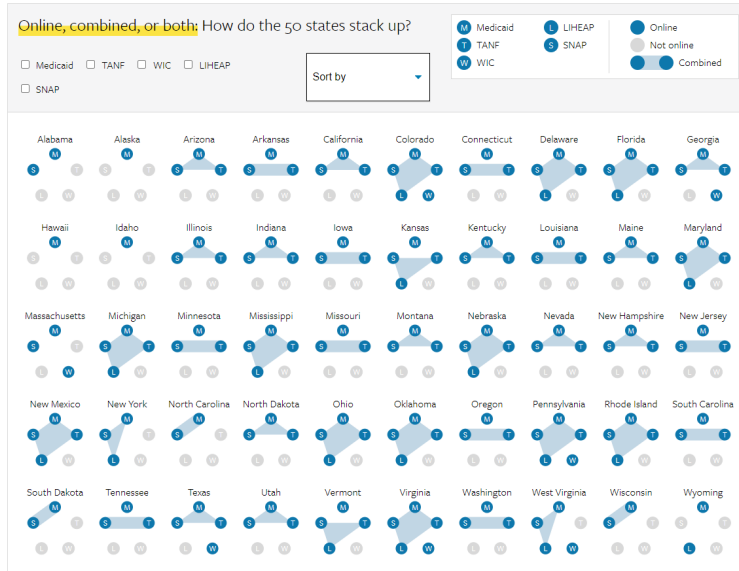 Online, combined, or both: How do the 50 states stack up?
Medicaid TANF WIC LIHEAP
SNAP
Sort by
M Medicaid L LIHEAP Online
T TANF S SNAP Not online
W WIC Combined
Alabama Alaska Arizona Arkansas California Colorado Connecticut Delaware Florida Georgia
M M M M M M M M M M
S T S T S T S T S T S T S T S T S T S T
L W L W L W L W L W L W L W L W L W L W
Hawaii Idaho Illinois Indiana Iowa Kansas Kentucky Louisiana Maine Maryland
M M M M M M M M M M
S T S T S T S T S T S T S T S T S T S T
L W L W L W L W L W L W L W L W L W L W
Massachusetts Michigan Minnesota Mississippi Missouri Montana Nebraska Nevada New Hampshire New Jersey
M M M M M M M M M M
S T S T S T S T S T S T S T S T S T S T
L W L W L W L W L W L W L W L W L W L W
New Mexico New York North Carolina North Dakota Ohio Oklahoma Oregon Pennsylvania Rhode Island South Carolina
M M M M M M M M M M
S T S T S T S T S T S T S T S T S T S T
L W L W L W L W L W L W L W L W L W L W
South Dakota Tennessee Texas Utah Vermont Virginia Washington West Virginia Wisconsin Wyoming
M M M M M M M M M M
S T S T S T S T S T S T S T S T S T S T
L W L W L W L W L W L W L W L W L W L W